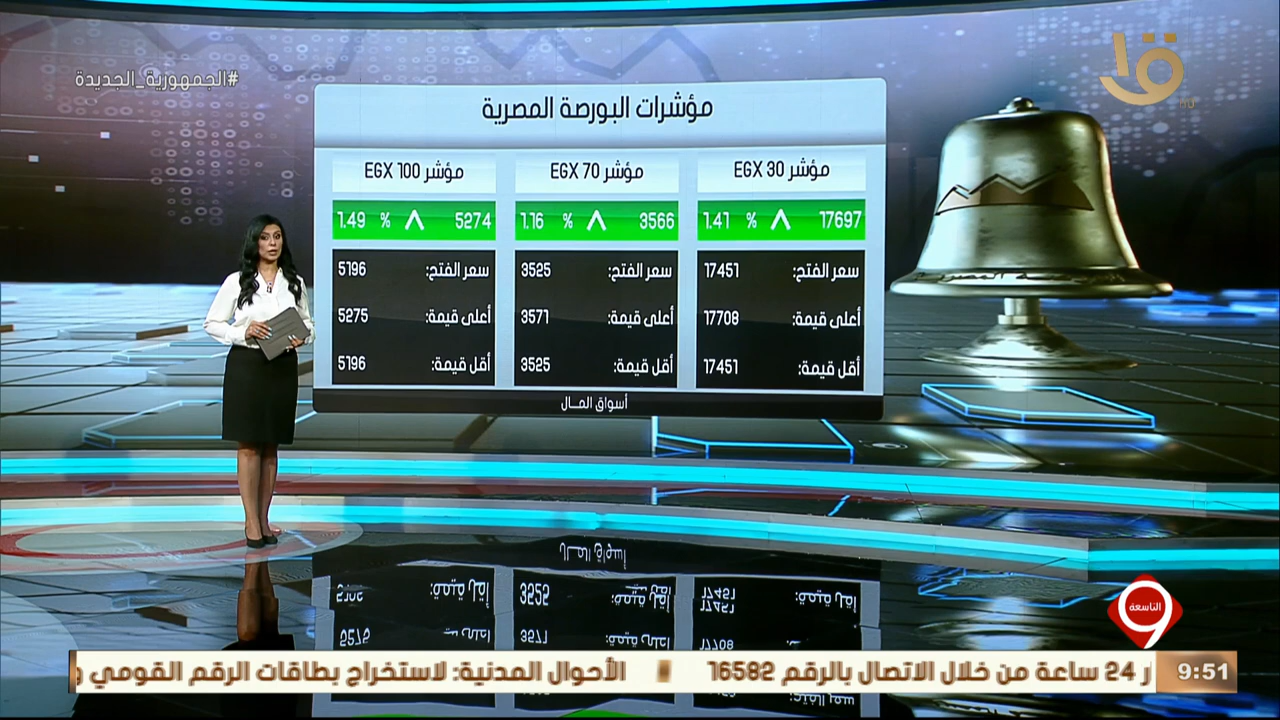 #الجمهورية_الجديدة
مؤشرات البورصة المصرية
مؤشر EGX 30
17697 % 1.41
سعر الفتح: 17451
أعلى قيمة: 17708
أقل قيمة: 17451
مؤشر EGX 70
3566 % 1.16
سعر الفتح: 3525
أعلى قيمة: 3571
أقل قيمة: 3525
مؤشر EGX 100
5274 % 1.49
سعر الفتح: 5196
أعلى قيمة: 5275
أقل قيمة: 5196
أسواق المـال
التاسعة
9
9:51
ر 24 ساعة من خلال الاتصال بالرقم 16582 الأحوال المدنية: لاستخراج بطاقات الرقم القومي